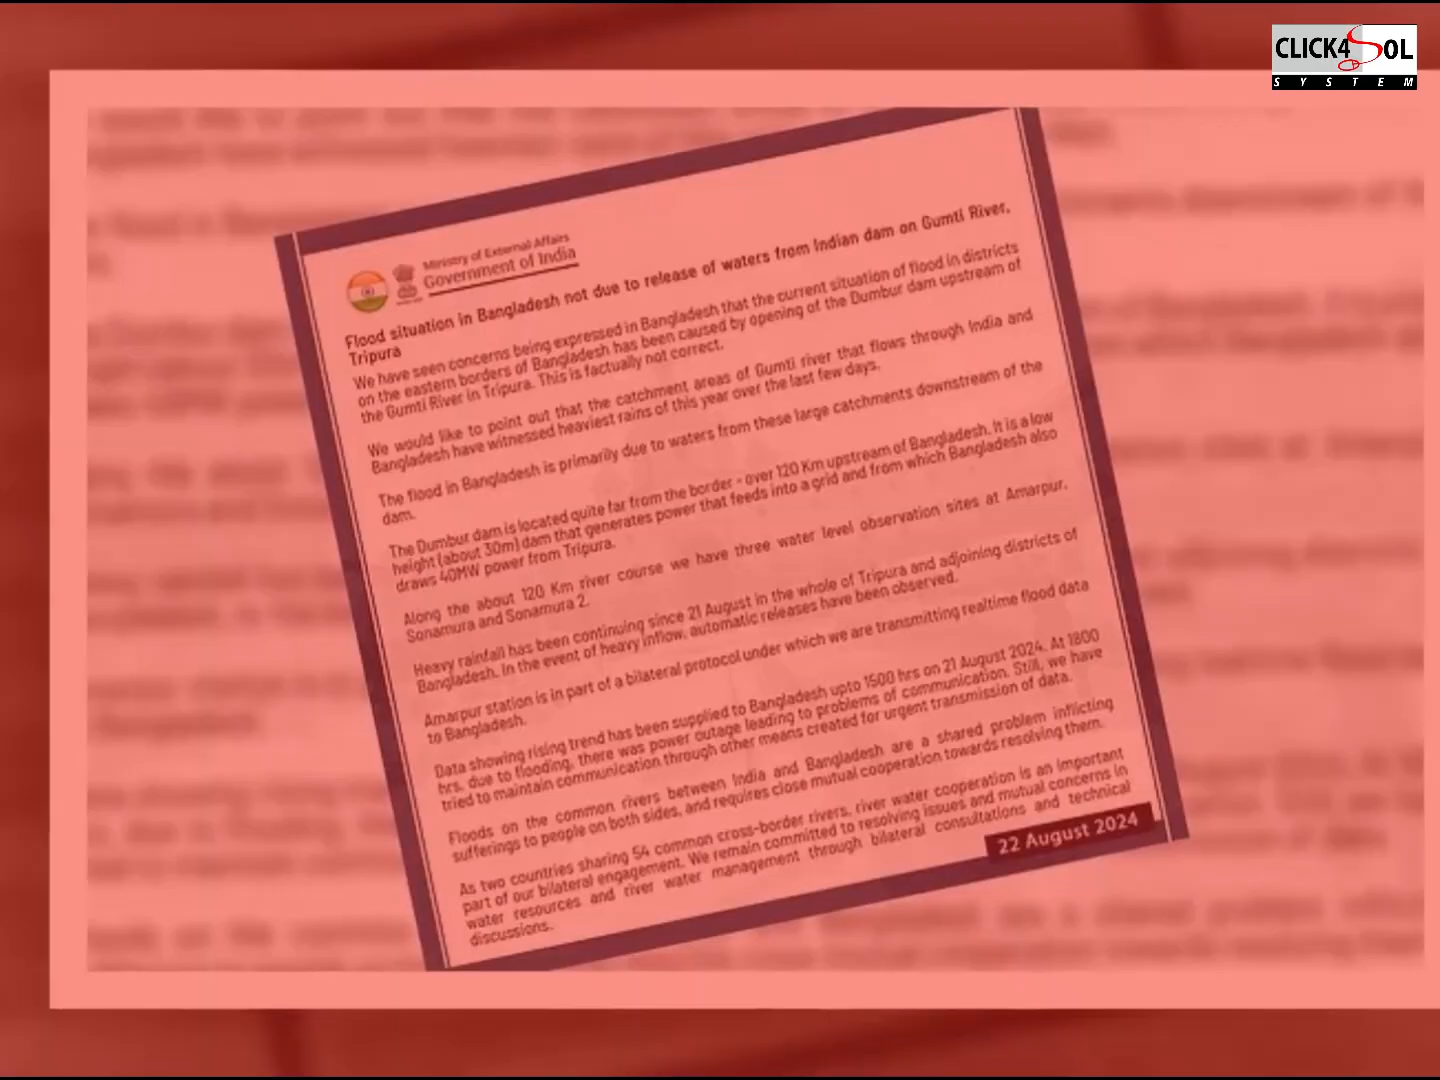 CLICK4SOL
SYSTEM
Ministry of External Affairs
Government of India
Flood situation in Bangladesh not due to release of waters from Indian dam on Gumti River,
Tripura
We have seen concerns being expressed in Bangladesh that the current situation of flood in districts
on the eastern borders of Bangladesh has been caused by opening of the Dumbur dam upstream of
the Gumti River in Tripura. This is factually not correct.
We would like to point out that the catchment areas of Gumti river that flows through India and
Bangladesh have witnessed heaviest rains of this year over the last few days.
The flood in Bangladesh is primarily due to waters from these large catchments downstream of the
dam.
The Dumbur dam is located quite far from the border - over 120 Km upstream of Bangladesh. It is a low
height (about 30m) dam that generates power that feeds into a grid and from which Bangladesh also
draws 40MW power from Tripura.
Along the about 120 Km river course we have three water level observation sites at Amarpur,
Sonamura and Sonamura 2.
Heavy rainfall has been continuing since 21 August in the whole of Tripura and adjoining districts of
Bangladesh. In the event of heavy inflow, automatic releases have been observed.
Amarpur station is in part of a bilateral protocol under which we are transmitting realtime flood data
to Bangladesh.
Data showing rising trend has been supplied to Bangladesh upto 1500 hrs on 21 August 2024. At 1800
hrs, due to flooding, there was power outage leading to problems of communication. Still, we have
tried to maintain communication through other means created for urgent transmission of data.
Floods on the common rivers between India and Bangladesh are a shared problem inflicting
sufferings to people on both sides, and requires close mutual cooperation towards resolving them.
As two countries sharing 54 common cross-border rivers, river water cooperation is an important
part of our bilateral engagement. We remain committed to resolving issues and mutual concerns in
water resources and river water management through bilateral consultations and technical
discussions.
22 August 2024